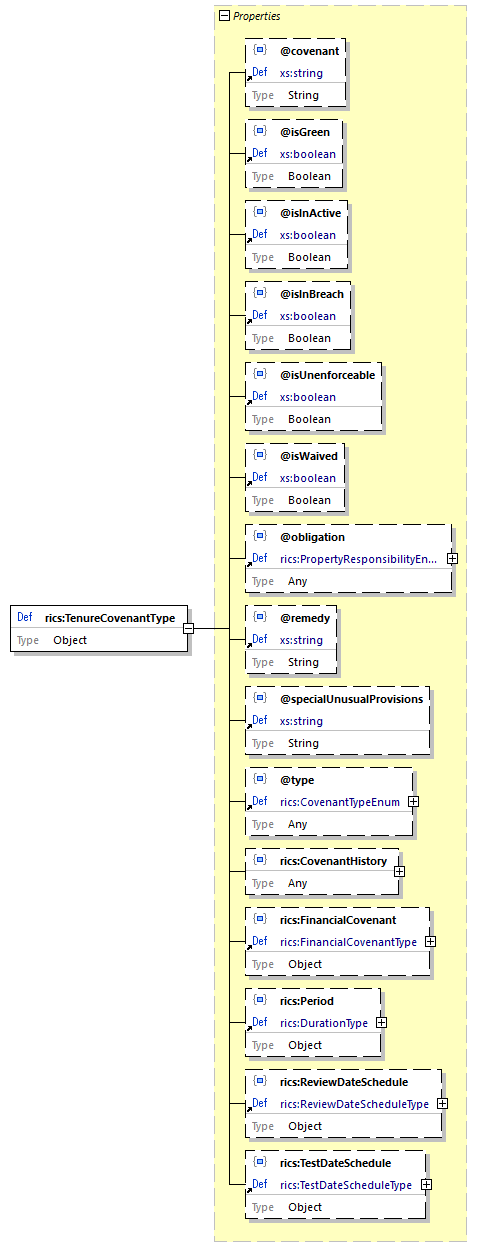 Properties
@covenant
Def xs:string
Type String
@isGreen
Def xs:boolean
Type Boolean
@isInActive
Def xs:boolean
Type Boolean
@isInBreach
Def xs:boolean
Type Boolean
@isUnenforceable
Def xs:boolean
Type Boolean
@isWaived
Def xs:boolean
Type Boolean
@obligation
Def rics:PropertyResponsibilityEn...
Type Any
Def rics:TenureCovenantType
Type Object
@remedy
Def xs:string
Type String
@specialUnusualProvisions
Def xs:string
Type String
@type
Def rics:CovenantTypeEnum
Type Any
rics:CovenantHistory
Type Any
rics:FinancialCovenant
Def rics:FinancialCovenantType
Type Object
rics:Period
Def rics:DurationType
Type Object
rics:ReviewDateSchedule
Def rics:ReviewDateScheduleType
Type Object
rics:TestDateSchedule
Def rics:TestDateScheduleType
Type Object